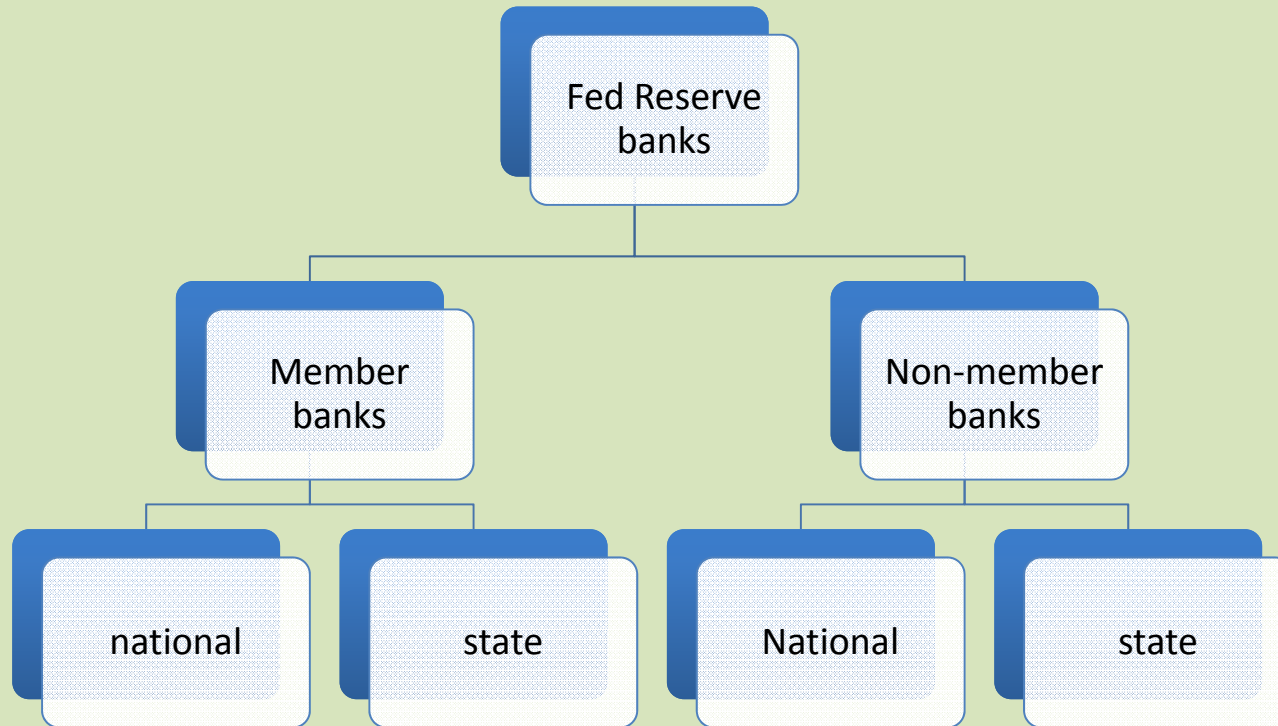 Fed Reserve
banks
Member
banks
Non-member
banks
national
state
National
state